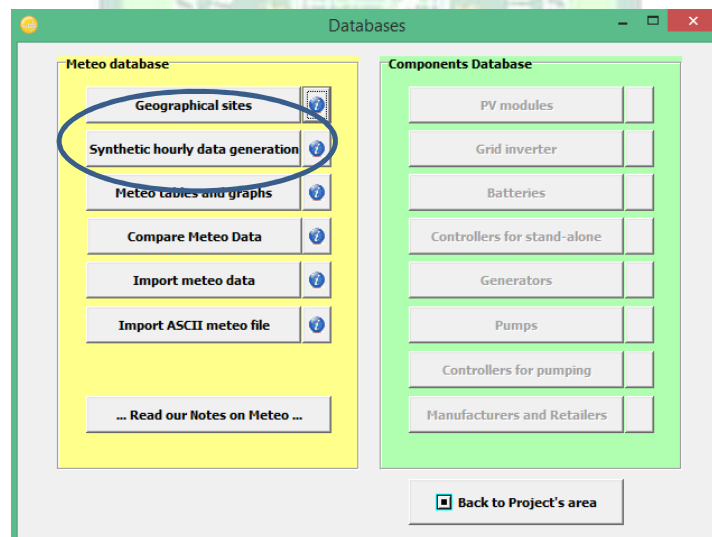 Databases
Meteo database
Geographical sites
Synthetic hourly data generation
Meteo tables and graphs
Compare Meteo Data
Import meteo data
Import ASCII meteo file
... Read our Notes on Meteo ...
Components Database
PV modules
Grid inverter
Batteries
Controllers for stand-alone
Generators
Pumps
Controllers for pumping
Manufacturers and Retailers
Back to Project's area